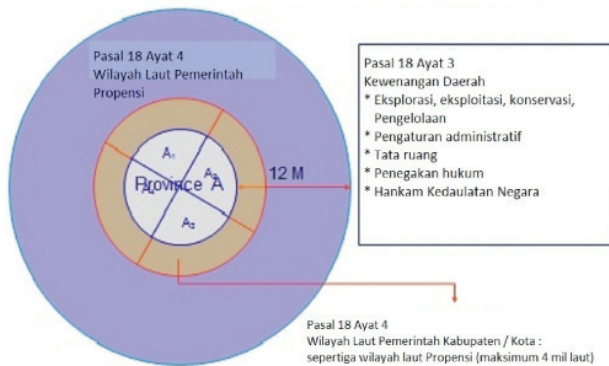 Pasal 18 Ayat 4
Wilayah Laut Pemerintah
Propensi
A₁
A₂
A₄
Province A
A₃
12 M
Pasal 18 Ayat 3
Kewenangan Daerah
* Eksplorasi, eksploitasi, konservasi,
Pengelolaan
* Pengaturan administratif
* Tata ruang
* Penegakan hukum
* Hankam Kedaulatan Negara
Pasal 18 Ayat 4
Wilayah Laut Pemerintah Kabupaten / Kota :
sepertiga wilayah laut Propensi (maksimum 4 mil laut)